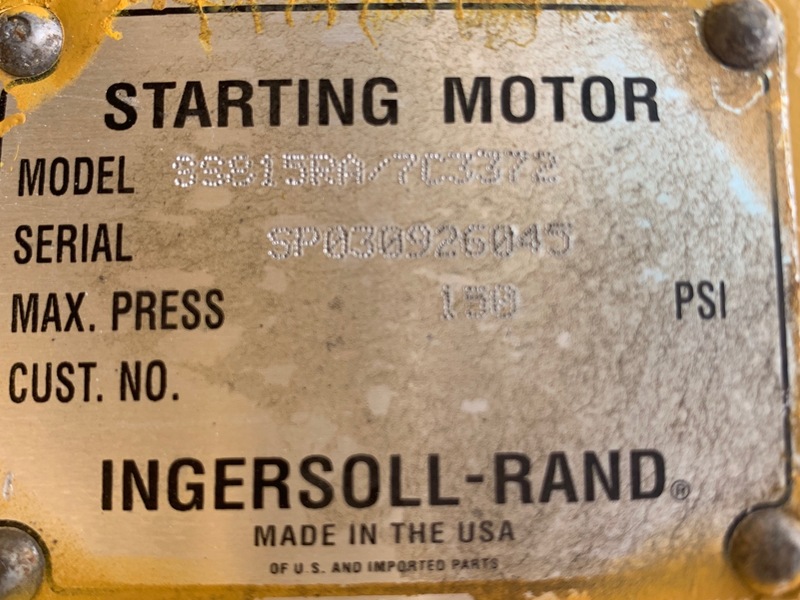 STARTING MOTOR
MODEL SS815RA/7C3372
SERIAL SP030926045
MAX. PRESS 150 PSI
CUST. NO.
INGERSOLL-RAND®
MADE IN THE USA
OF U.S. AND IMPORTED PARTS